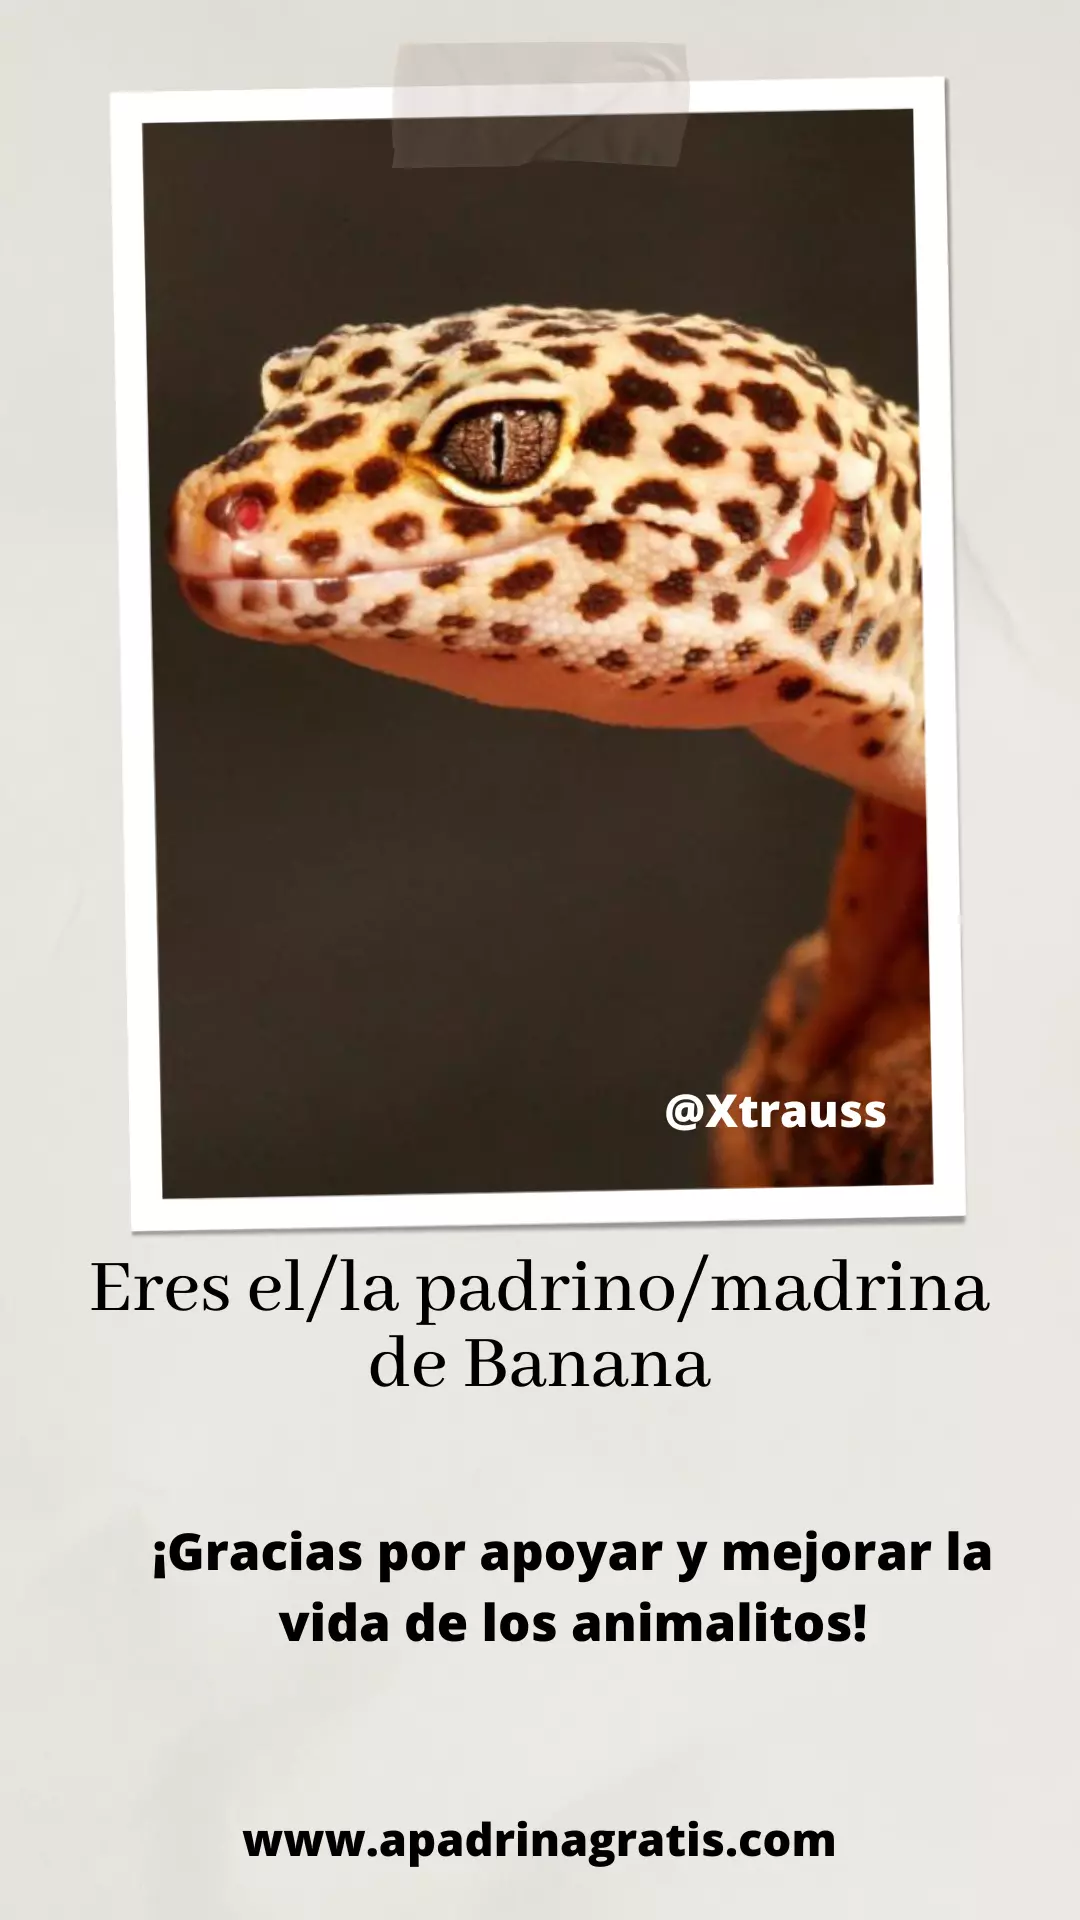 @Xtrauss
Eres el/la padrino/madrina
de Banana
¡Gracias por apoyar y mejorar la
vida de los animalitos!
www.apadrinagratis.com